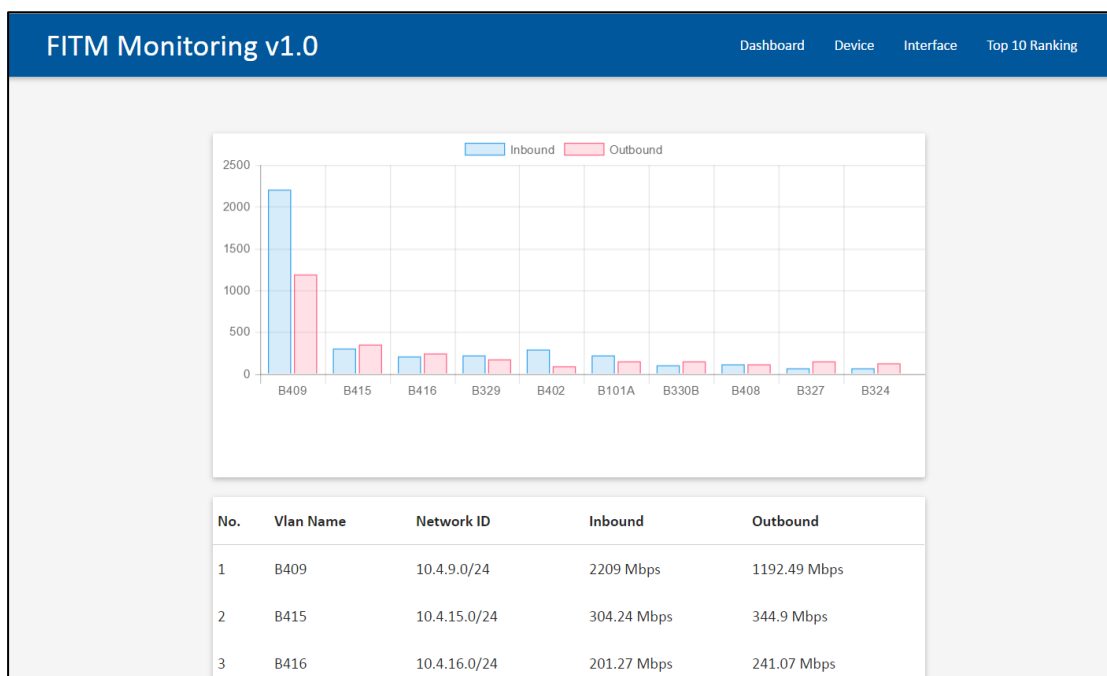 FITM Monitoring v1.0 Dashboard Device Interface Top 10 Ranking
Inbound Outbound
2500
2000
1500
1000
500
0
B409 B415 B416 B329 B402 B101A B330B B408 B327 B324
No. Vlan Name Network ID Inbound Outbound
1 B409 10.4.9.0/24 2209 Mbps 1192.49 Mbps
2 B415 10.4.15.0/24 304.24 Mbps 344.9 Mbps
3 B416 10.4.16.0/24 201.27 Mbps 241.07 Mbps